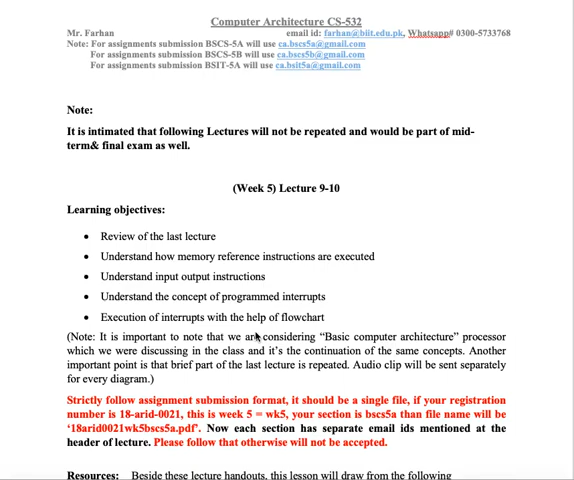 Computer Architecture CS-532
Mr. Farhan email id: farhan@biit.edu.pk, Whatsapp# 0300-5733768
Note: For assignments submission BSCS-5A will use ca.bscs5a@gmail.com
For assignments submission BSCS-5B will use ca.bscs5b@gmail.com
For assignments submission BSIT-5A will use ca.bsit5a@gmail.com
Note:
It is intimated that following Lectures will not be repeated and would be part of mid-
term& final exam as well.
(Week 5) Lecture 9-10
Learning objectives:
• Review of the last lecture
• Understand how memory reference instructions are executed
• Understand input output instructions
• Understand the concept of programmed interrupts
• Execution of interrupts with the help of flowchart
(Note: It is important to note that we are considering “Basic computer architecture” processor
which we were discussing in the class and it’s the continuation of the same concepts. Another
important point is that brief part of the last lecture is repeated. Audio clip will be sent separately
for every diagram.)
Strictly follow assignment submission format, it should be a single file, if your registration
number is 18-arid-0021, this is week 5 = wk5, your section is bscs5a than file name will be
‘18arid0021wk5bscs5a.pdf’. Now each section has separate email ids mentioned at the
header of lecture. Please follow that otherwise will not be accepted.
Resources: Beside these lecture handouts, this lesson will draw from the following